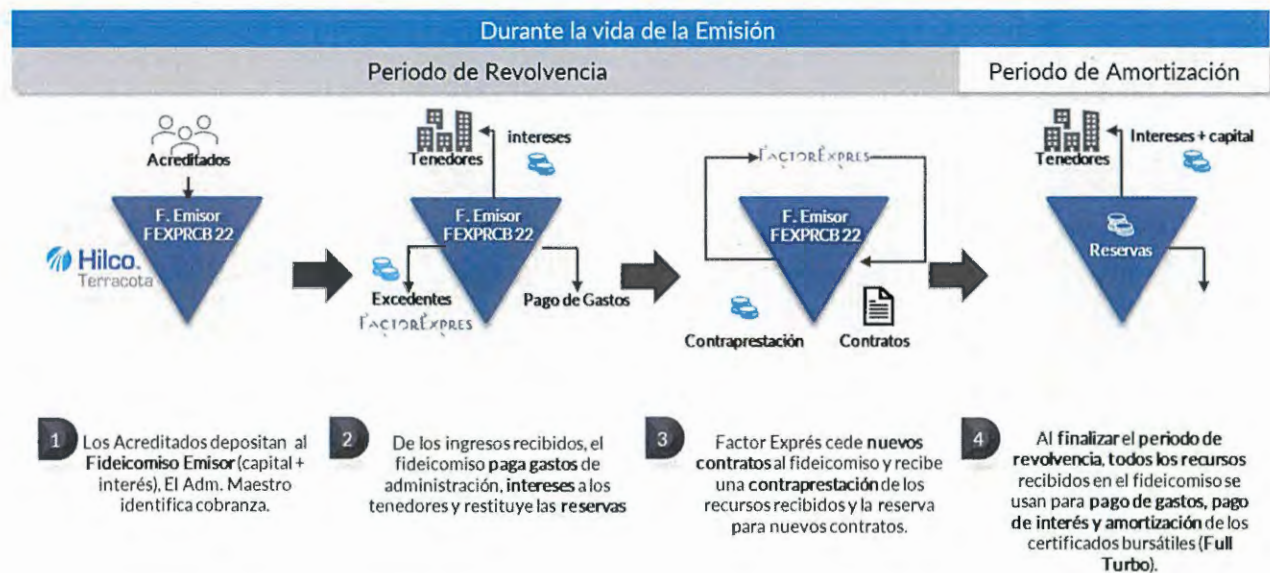 Durante la vida de la Emisión
Periodo de Revolvencia
Periodo de Amortización
Acreditados
F. Emisor
FEXPRCB 22
Hilco.
Terracota
Tenedores
intereses
F. Emisor
FEXPRCB 22
Excedentes
FACTOREXPRES
Pago de Gastos
FACTOREXPRES
F. Emisor
FEXPRCB 22
Contraprestación
Contratos
Tenedores
Intereses + capital
Reservas
1
Los Acreditados depositan al
Fideicomiso Emisor (capital +
interés), El Adm. Maestro
identifica cobranza.
2
De los ingresos recibidos, el
fideicomiso paga gastos de
administración, intereses a los
tenedores y restituye las reservas
3
Factor Exprés cede nuevos
contratos al fideicomiso y recibe
una contraprestación de los
recursos recibidos y la reserva
para nuevos contratos.
4
Al finalizar el periodo de
revolvencia, todos los recursos
recibidos en el fideicomiso se
usan para pago de gastos, pago
de interés y amortización de los
certificados bursátiles (Full
Turbo).